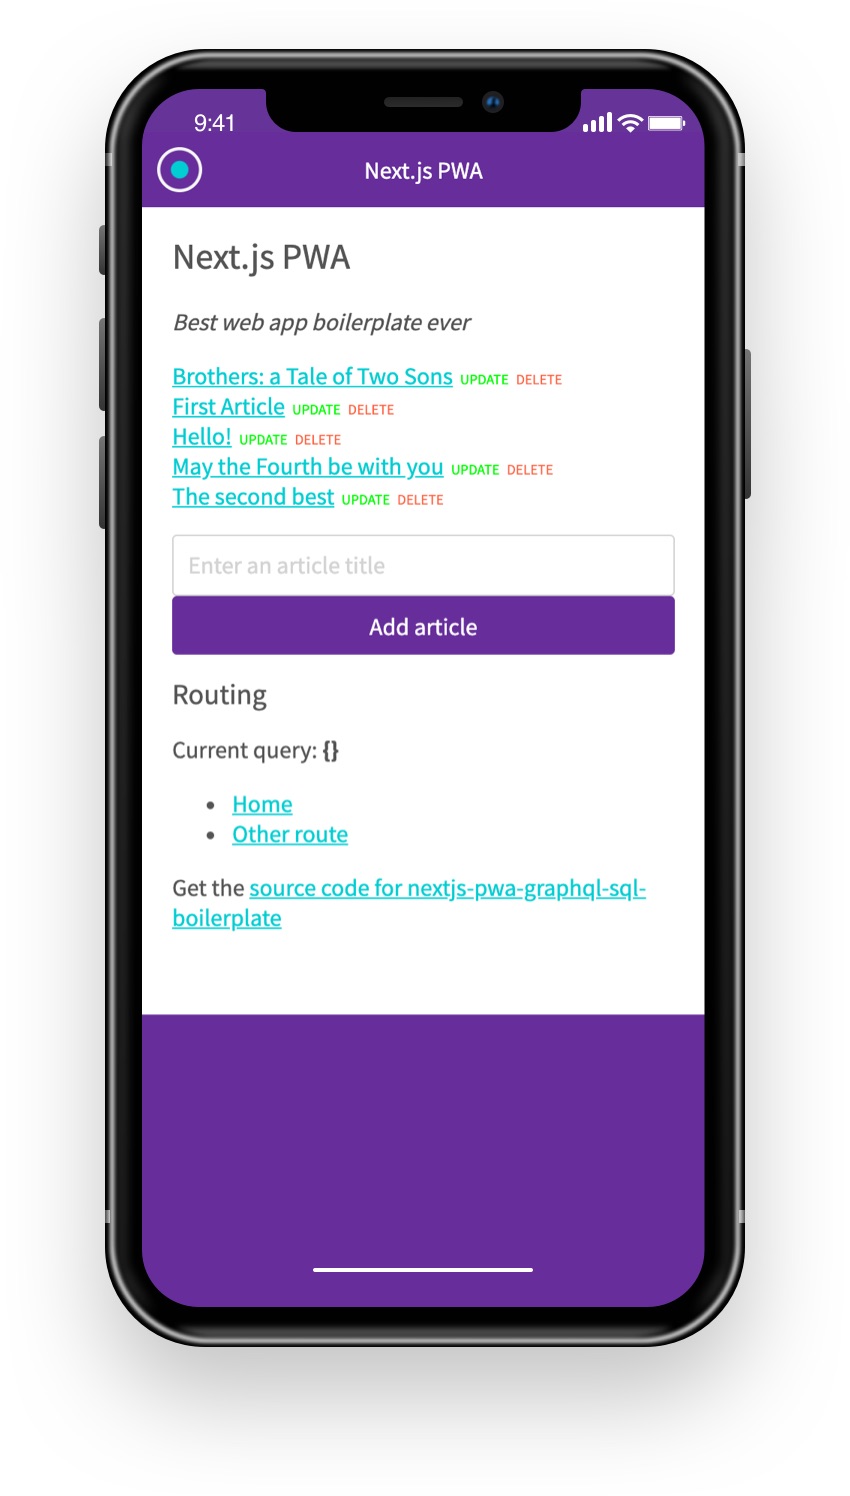 9:41
Next.js PWA
Next.js PWA
Best web app boilerplate ever
Brothers: a Tale of Two Sons UPDATE DELETE
First Article UPDATE DELETE
Hello! UPDATE DELETE
May the Fourth be with you UPDATE DELETE
The second best UPDATE DELETE
Enter an article title
Add article
Routing
Current query: {}
• Home
• Other route
Get the source code for nextjs-pwa-graphql-sql-
boilerplate